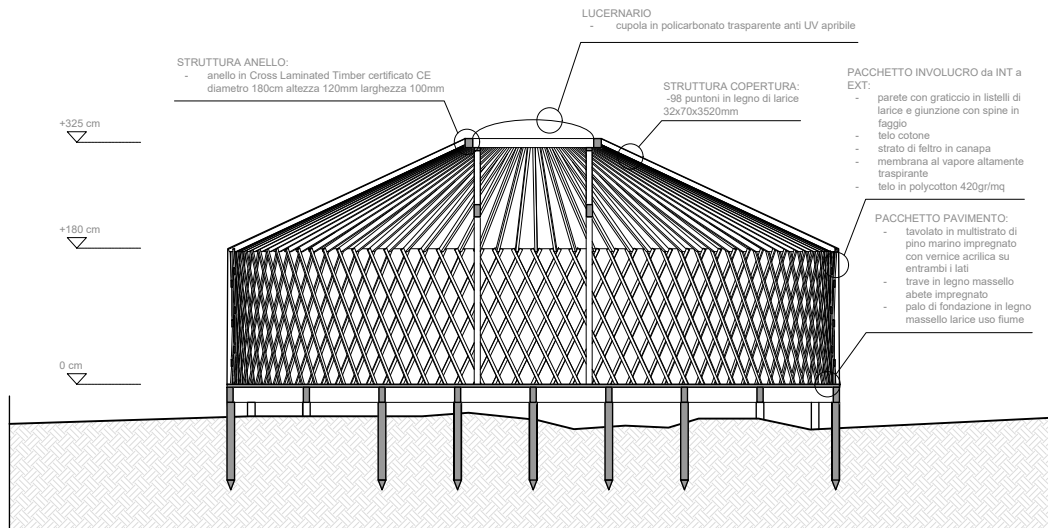 LUCERNARIO
- cupola in policarbonato trasparente anti UV apribile
STRUTTURA ANELLO:
- anello in Cross Laminated Timber certificato CE
diametro 180cm altezza 120mm larghezza 100mm
STRUTTURA COPERTURA:
-98 puntoni in legno di larice
32x70x3520mm
PACCHETTO INVOLUCRO da INT a
EXT:
- parete con graticcio in listelli di
larice e giunzione con spine in
faggio
- telo cotone
- strato di feltro in canapa
- membrana al vapore altamente
traspirante
- telo in polycotton 420gr/mq
PACCHETTO PAVIMENTO:
- tavolato in multistrato di
pino marino impregnato
con vernice acrilica su
entrambi i lati
- trave in legno massello
abete impregnato
- palo di fondazione in legno
massello larice uso fiume
+325 cm
+180 cm
0 cm